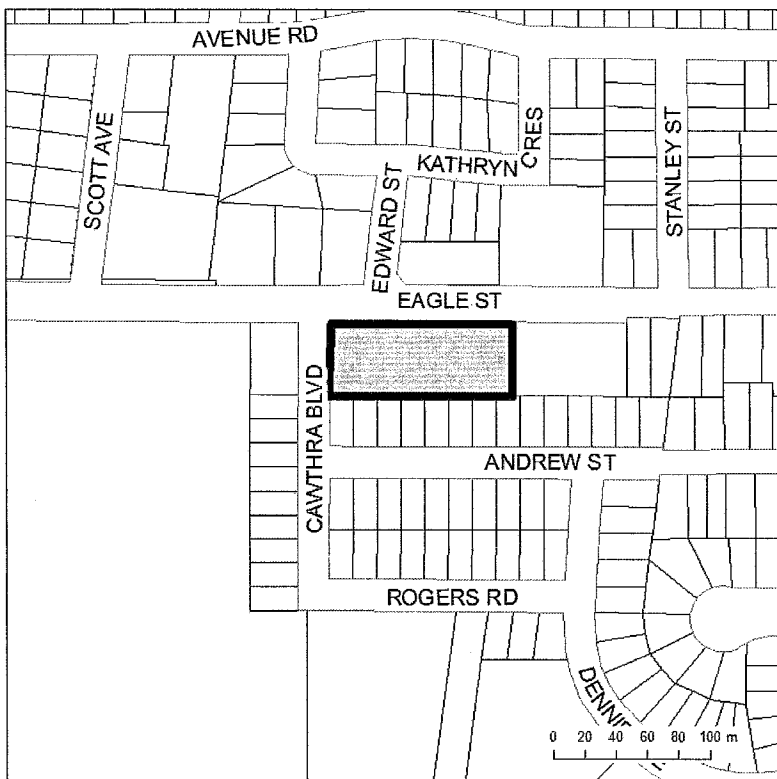 AVENUE RD
SCOTT AVE
KATHRYN
CRES
STANLEY ST
EDWARD ST
EAGLE ST
CAWTHRA BLVD
ANDREW ST
ROGERS RD
0 20 40 60 80 100 m